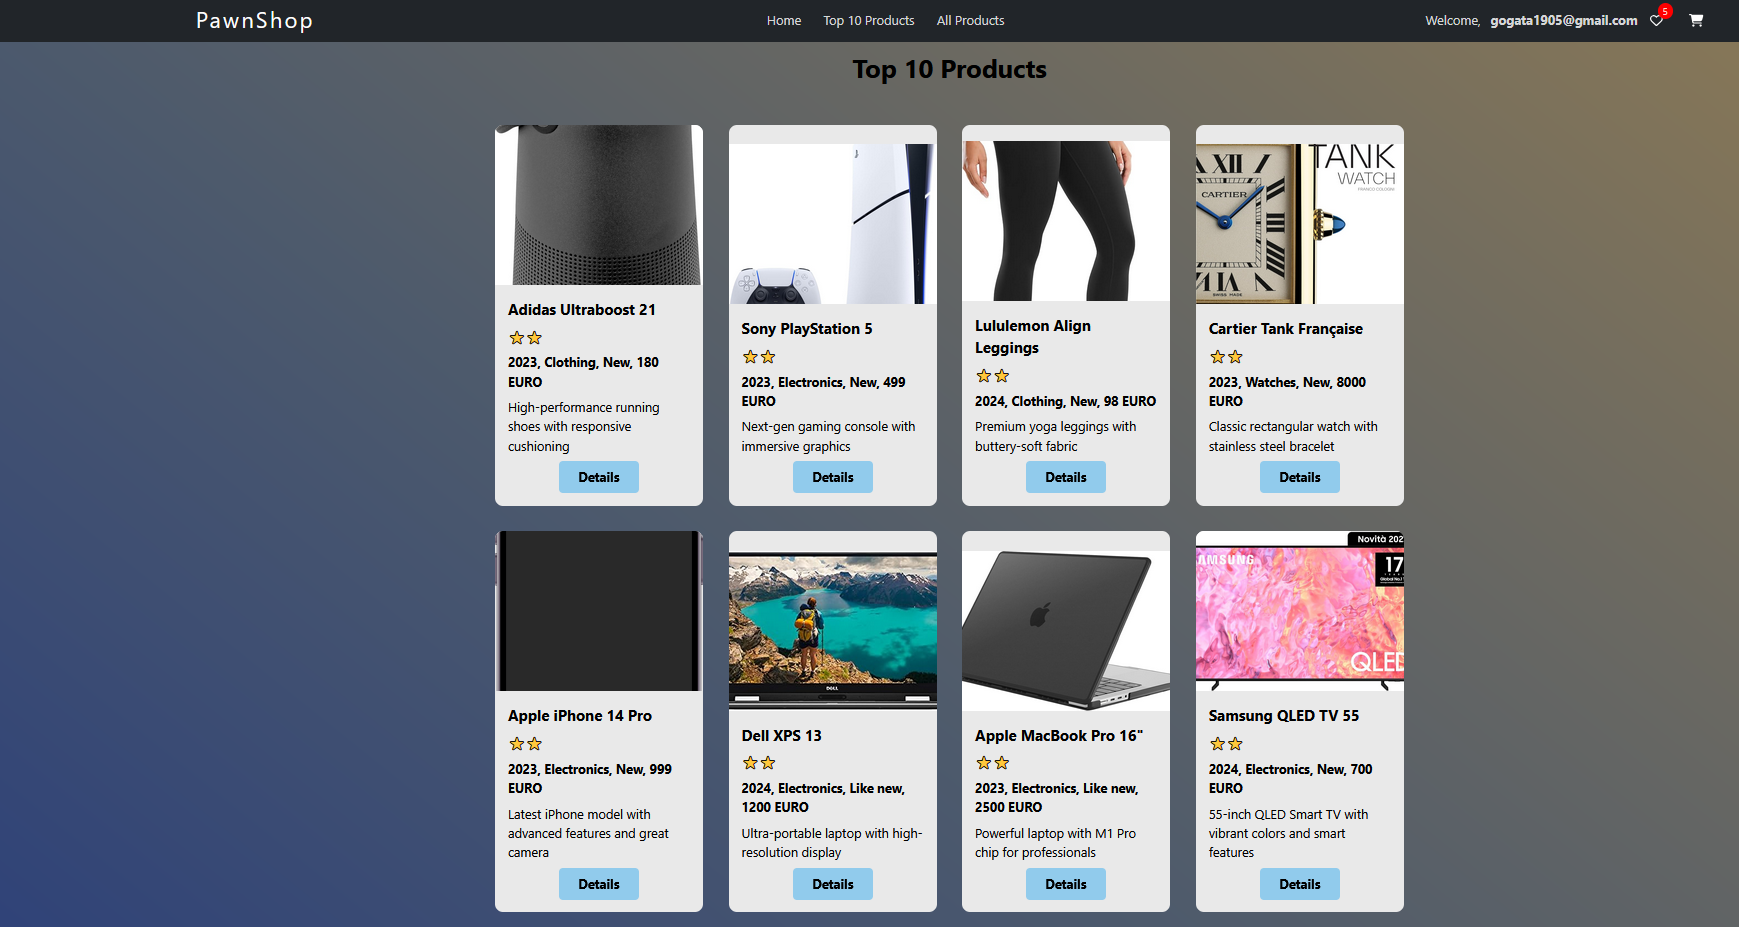 PawnShop
Home
Top 10 Products
All Products
Welcome, gogata1905@gmail.com
5
Top 10 Products
Adidas Ultraboost 21
2023, Clothing, New, 180
EURO
High-performance running
shoes with responsive
cushioning
Details
Sony PlayStation 5
2023, Electronics, New, 499
EURO
Next-gen gaming console with
immersive graphics
Details
Lululemon Align
Leggings
2024, Clothing, New, 98 EURO
Premium yoga leggings with
buttery-soft fabric
Details
TANK
WATCH
XII
CARTIER
SWISS MADE
Cartier Tank Française
2023, Watches, New, 8000
EURO
Classic rectangular watch with
stainless steel bracelet
Details
Apple iPhone 14 Pro
2023, Electronics, New, 999
EURO
Latest iPhone model with
advanced features and great
camera
Details
DELL
Dell XPS 13
2024, Electronics, Like new,
1200 EURO
Ultra-portable laptop with high-
resolution display
Details
Apple MacBook Pro 16"
2023, Electronics, Like new,
2500 EURO
Powerful laptop with M1 Pro
chip for professionals
Details
Novità 202
AMSUNG
17
QLED
Samsung QLED TV 55
2024, Electronics, New, 700
EURO
55-inch QLED Smart TV with
vibrant colors and smart
features
Details